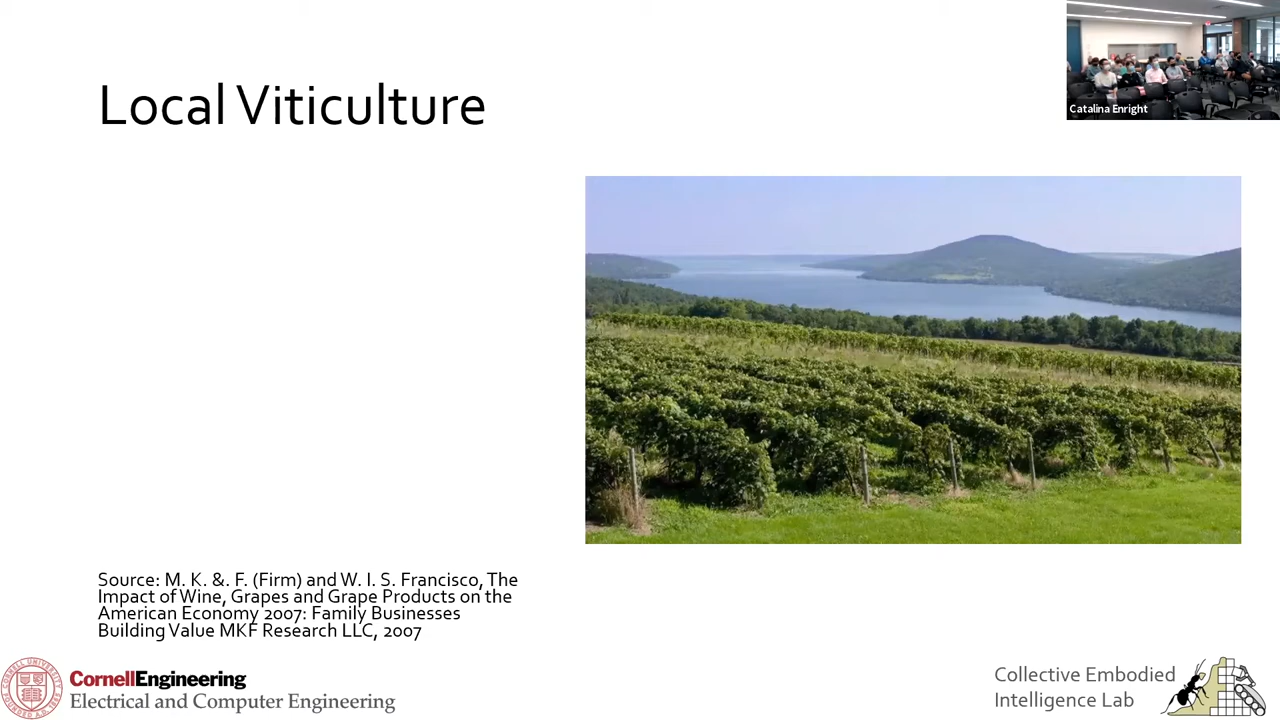 Local Viticulture
Catalina Enright
Source: M. K. &. F. (Firm) and W. I. S. Francisco, The
Impact of Wine, Grapes and Grape Products on the
American Economy 2007: Family Businesses
Building Value MKF Research LLC, 2007
CornellEngineering
Electrical and Computer Engineering
Collective Embodied
Intelligence Lab